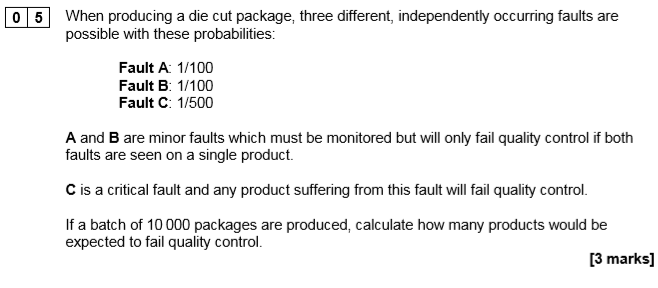 0 5 When producing a die cut package, three different, independently occurring faults are
possible with these probabilities:
Fault A: 1/100
Fault B: 1/100
Fault C: 1/500
A and B are minor faults which must be monitored but will only fail quality control if both
faults are seen on a single product.
C is a critical fault and any product suffering from this fault will fail quality control.
If a batch of 10 000 packages are produced, calculate how many products would be
expected to fail quality control.
[3 marks]